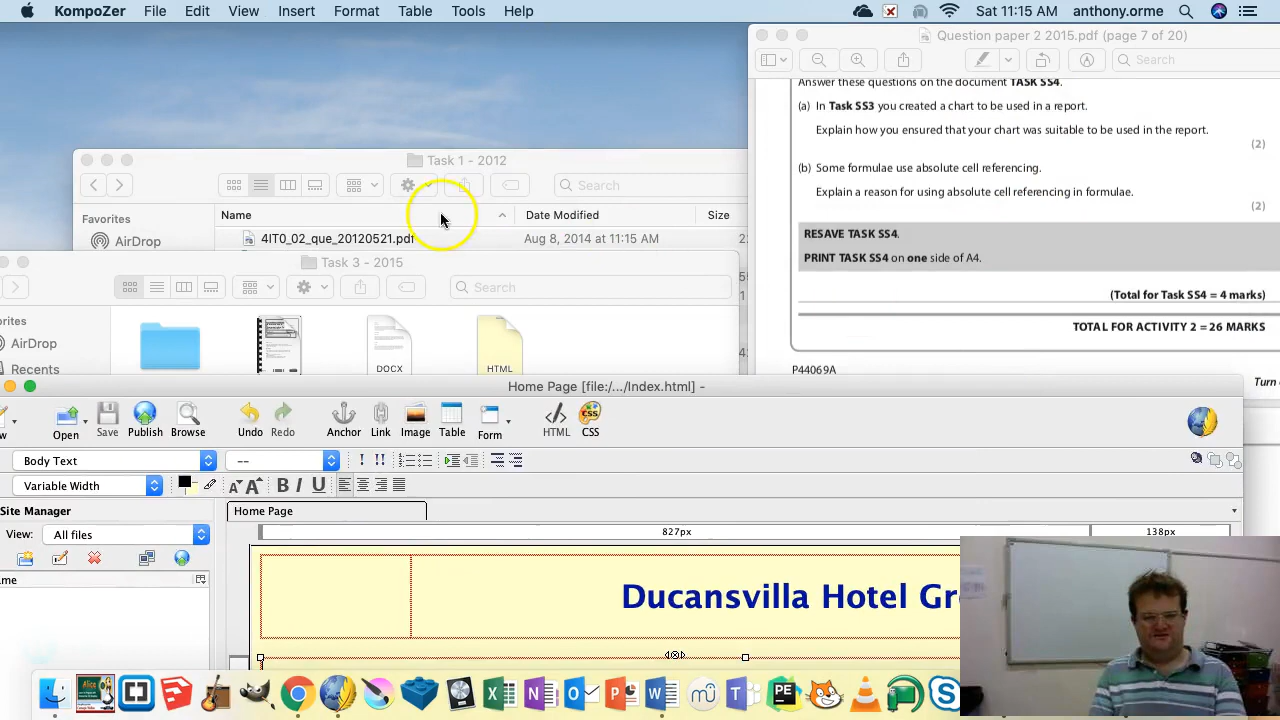 KompoZer File Edit View Insert Format Table Tools Help Sat 11:15 AM anthony.orme
Question paper 2 2015.pdf (page 7 of 20)
Search
Answer these questions on the document TASK SS4.
(a) In Task SS3 you created a chart to be used in a report.
Explain how you ensured that your chart was suitable to be used in the report.
(2)
(b) Some formulae use absolute cell referencing.
Explain a reason for using absolute cell referencing in formulae.
(2)
RESAVE TASK SS4.
PRINT TASK SS4 on one side of A4.
(Total for Task SS4 = 4 marks)
TOTAL FOR ACTIVITY 2 = 26 MARKS
P44069A
Turn
Task 1 - 2012
Search
Favorites
AirDrop
Name Date Modified Size
4IT0_02_que_20120521.pdf Aug 8, 2014 at 11:15 AM
Task 3 - 2015
Search
AirDrop
Recents
DOCX
HTML
Home Page [file:/.../Index.html] -
Open Save Publish Browse Undo Redo Anchor Link Image Table Form HTML CSS
Body Text --
Variable Width
Site Manager
View: All files
Home Page
827px 138px
Ducansvilla Hotel